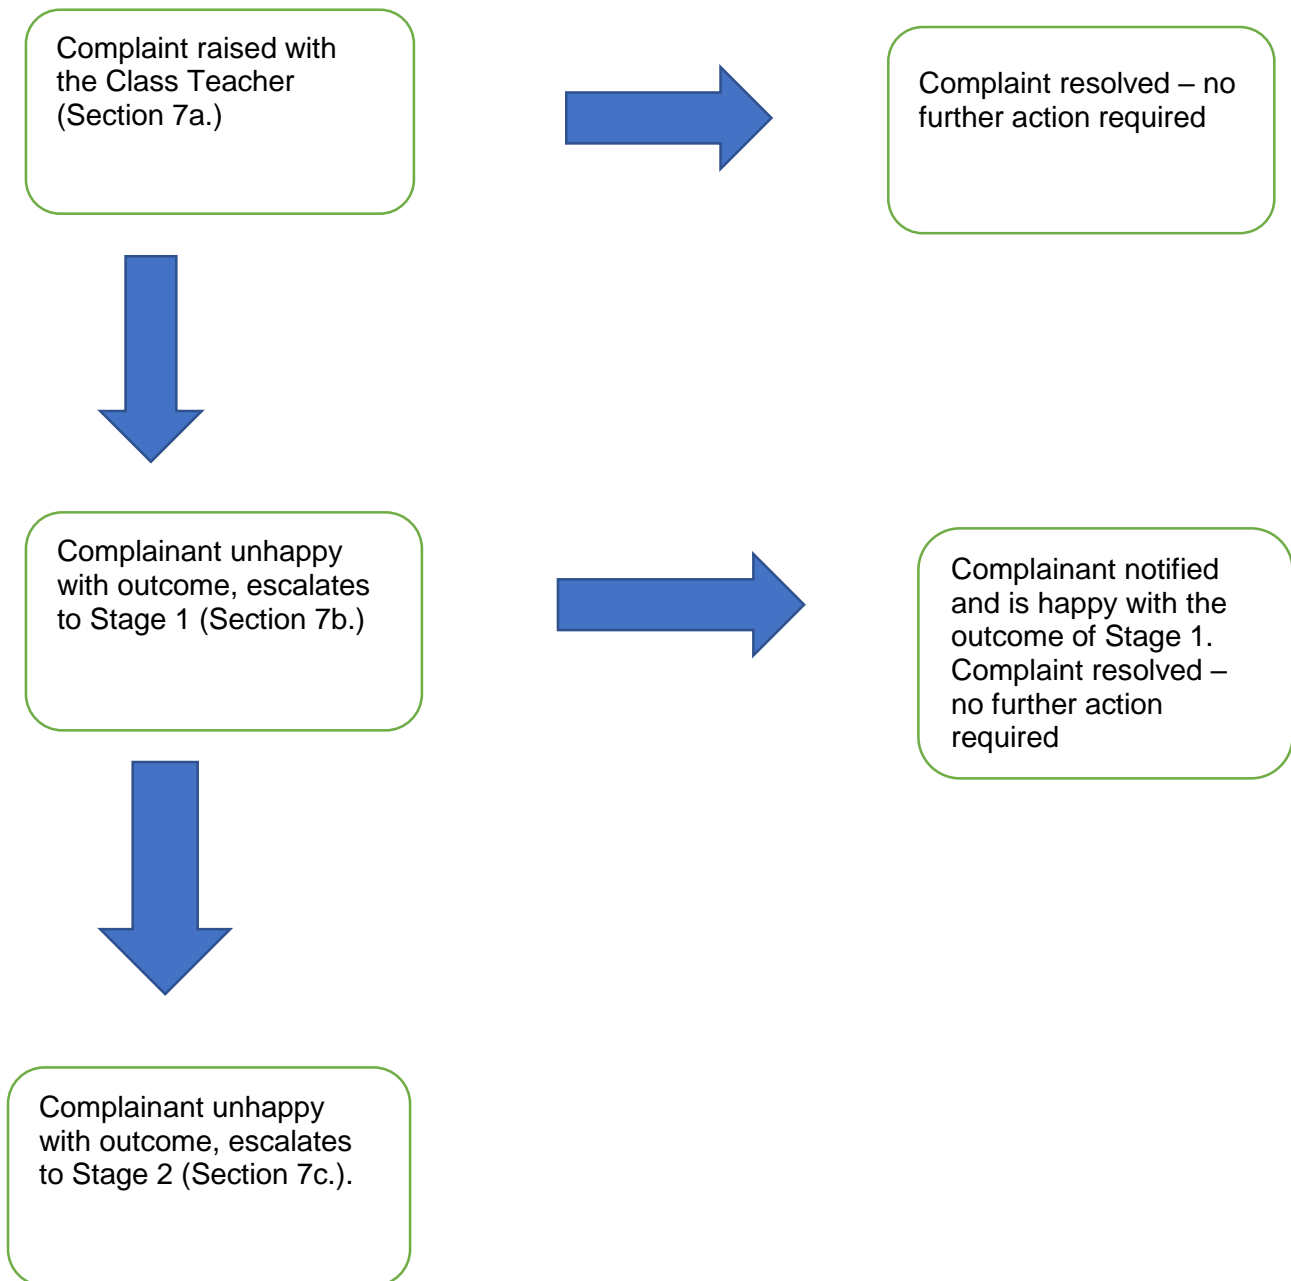 Complaint raised with
the Class Teacher
(Section 7a.)
Complaint resolved – no
further action required
Complainant unhappy
with outcome, escalates
to Stage 1 (Section 7b.)
Complainant notified
and is happy with the
outcome of Stage 1.
Complaint resolved –
no further action
required
Complainant unhappy
with outcome, escalates
to Stage 2 (Section 7c.).